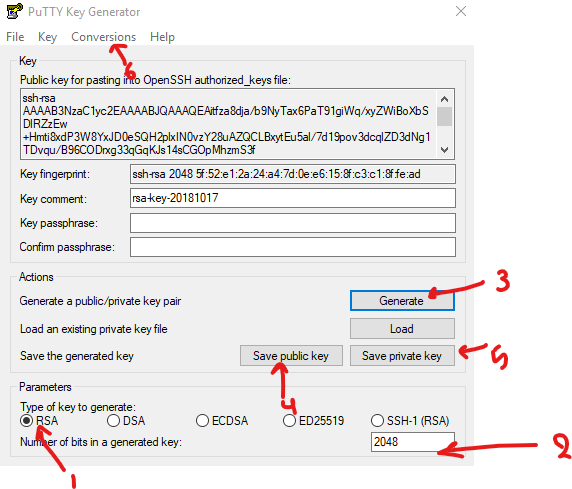 PuTTY Key Generator
File Key Conversions Help
6
Key
Public key for pasting into OpenSSH authorized_keys file:
ssh-rsa
AAAAB3NzaC1yc2EAAAABJQAAAQEAitfza8dja/b9NyTax6PaT91giWq/xyZWiBoXbS
DIRZzEw
+Hmti8xdP3W8YxJD0eSQH2plxIN0vzY28uAZQCLBxytEu5al/7d19pov3dcqlZD3dNg1
TDvqu/B96CODrxg33qGqKJs14sCGOpMhzmS3f
Key fingerprint: ssh-rsa 2048 5f:52:e1:2a:24:a4:7d:0e:e6:15:8f:c3:c1:8f:fe:ad
Key comment: rsa-key-20181017
Key passphrase:
Confirm passphrase:
Actions
Generate a public/private key pair Generate 3
Load an existing private key file Load
Save the generated key Save public key Save private key 5
4
Parameters
Type of key to generate:
RSA DSA ECDSA ED25519 SSH-1 (RSA)
Number of bits in a generated key: 2048 2
1